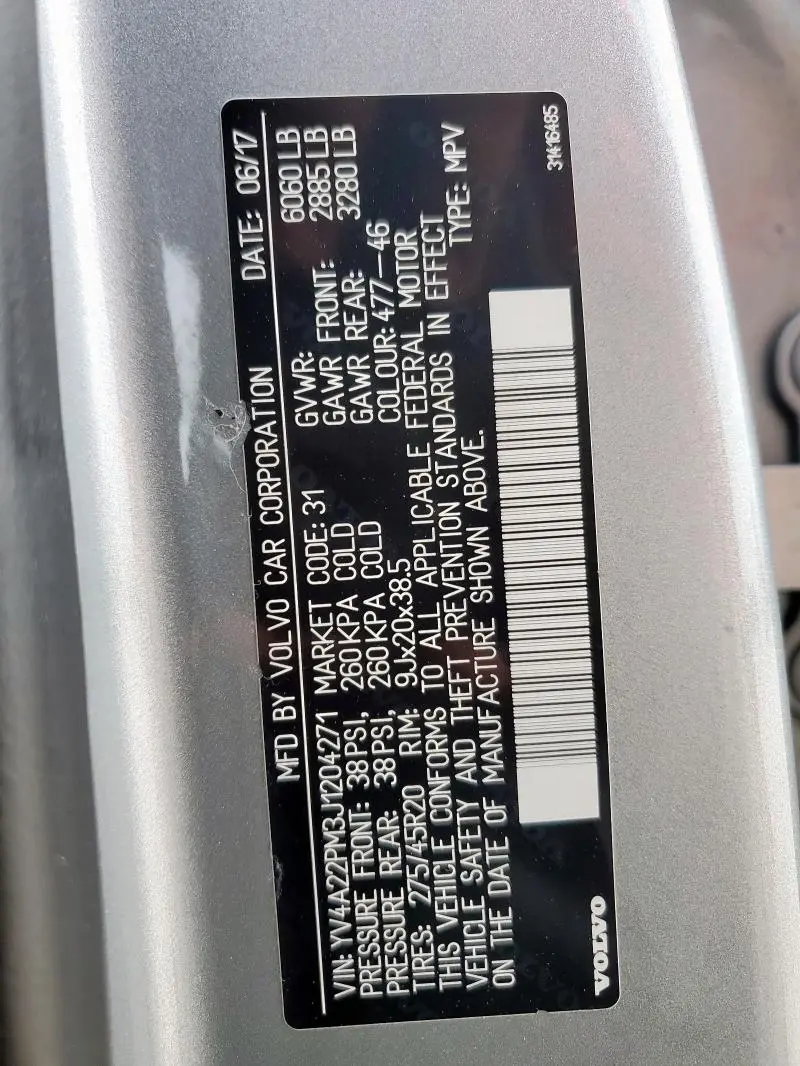 MFD BY VOLVO CAR CORPORATION DATE: 06/17
VIN: YV4A22PM3J1204271 MARKET CODE: 31 GVWR: 6060 LB
PRESSURE FRONT: 38 PSI, 260 KPA COLD GAWR FRONT: 2885 LB
PRESSURE REAR: 38 PSI, 260 KPA COLD GAWR REAR: 3280 LB
TIRES: 275/45R20 RIM: 9Jx20x38.5 COLOUR: 477--46
THIS VEHICLE CONFORMS TO ALL APPLICABLE FEDERAL MOTOR
VEHICLE SAFETY AND THEFT PREVENTION STANDARDS IN EFFECT
ON THE DATE OF MANUFACTURE SHOWN ABOVE. TYPE: MPV
VOLVO 31416485